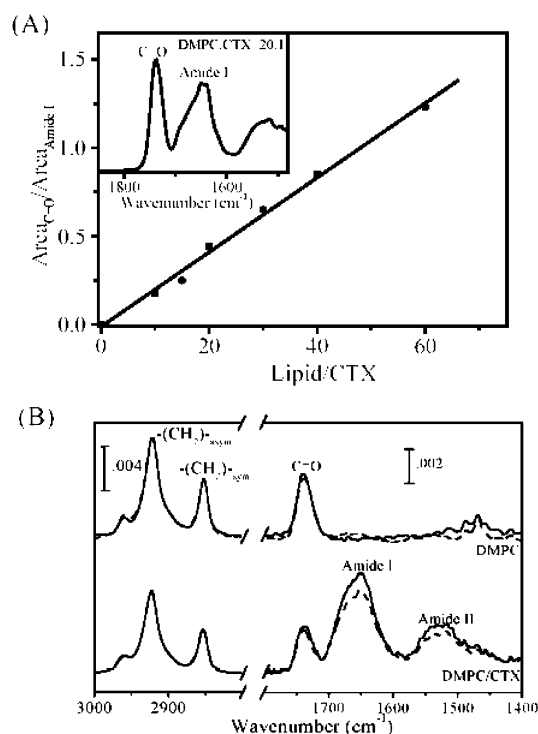 (A)
DMPC:CTX 20:1
C=O
Amide I
1800
1600
Wavenumber (cm-1)
AreaC=O/AreaAmide I
1.5
1.0
0.5
0.0
0
20
40
60
Lipid/CTX
(B)
-(CH2)-asym
-(CH2)-sym
C=O
.004
.002
DMPC
Amide I
Amide II
DMPC/CTX
3000
2900
1700
1600
1500
1400
Wavenumber (cm-1)